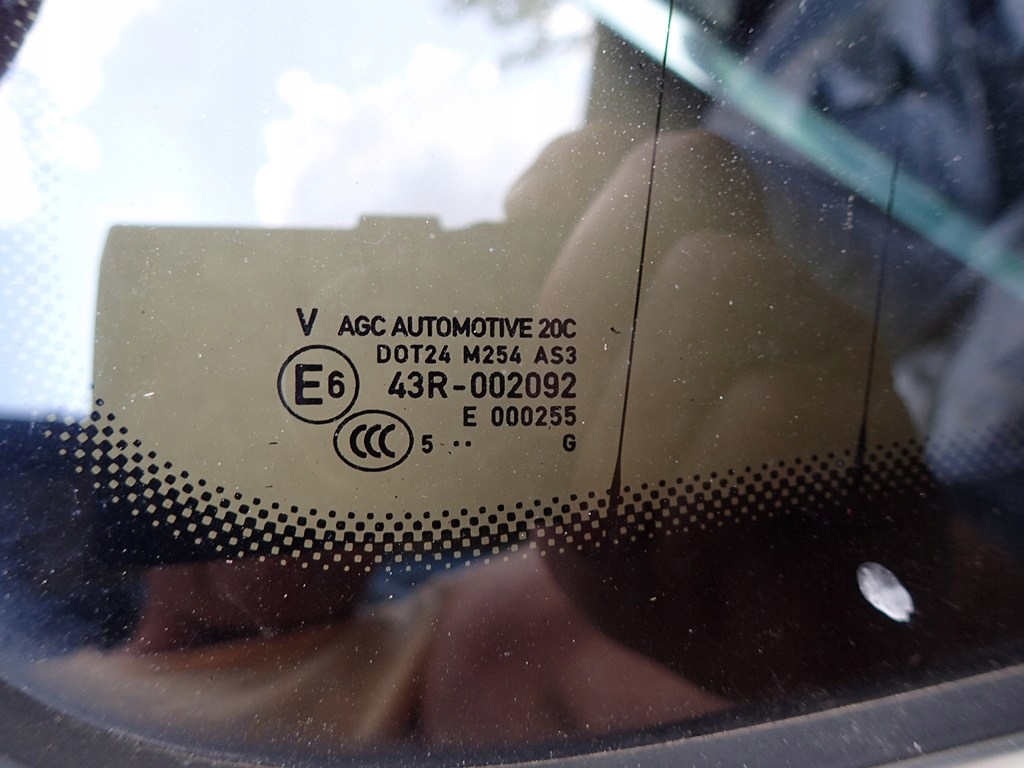 V AGC AUTOMOTIVE 20C
DOT24 M254 AS3
E6 43R-002092
E 000255
CCC 5 .. G